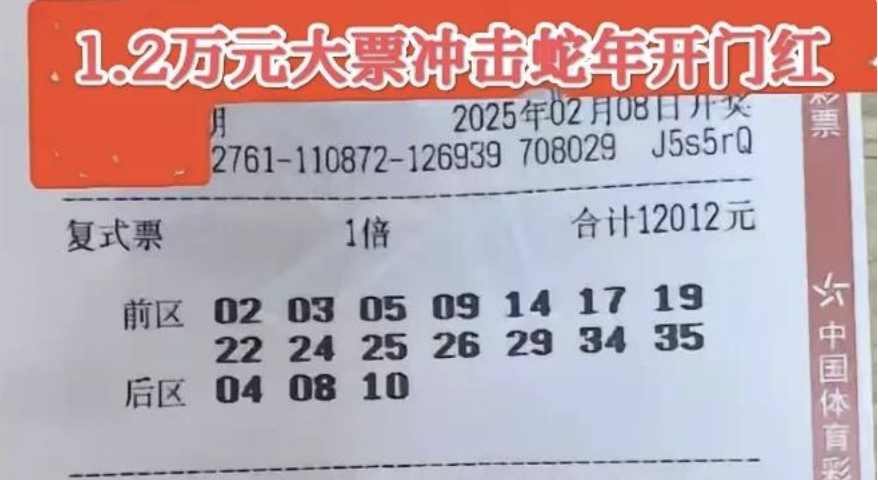 1.2万元大票冲击蛇年开门红
期
2025年02月08日开奖
2761-110872-126939 708029 J5s5rQ
复式票 1倍 合计12012元
前区 02 03 05 09 14 17 19
22 24 25 26 29 34 35
后区 04 08 10
彩票
中国体育彩